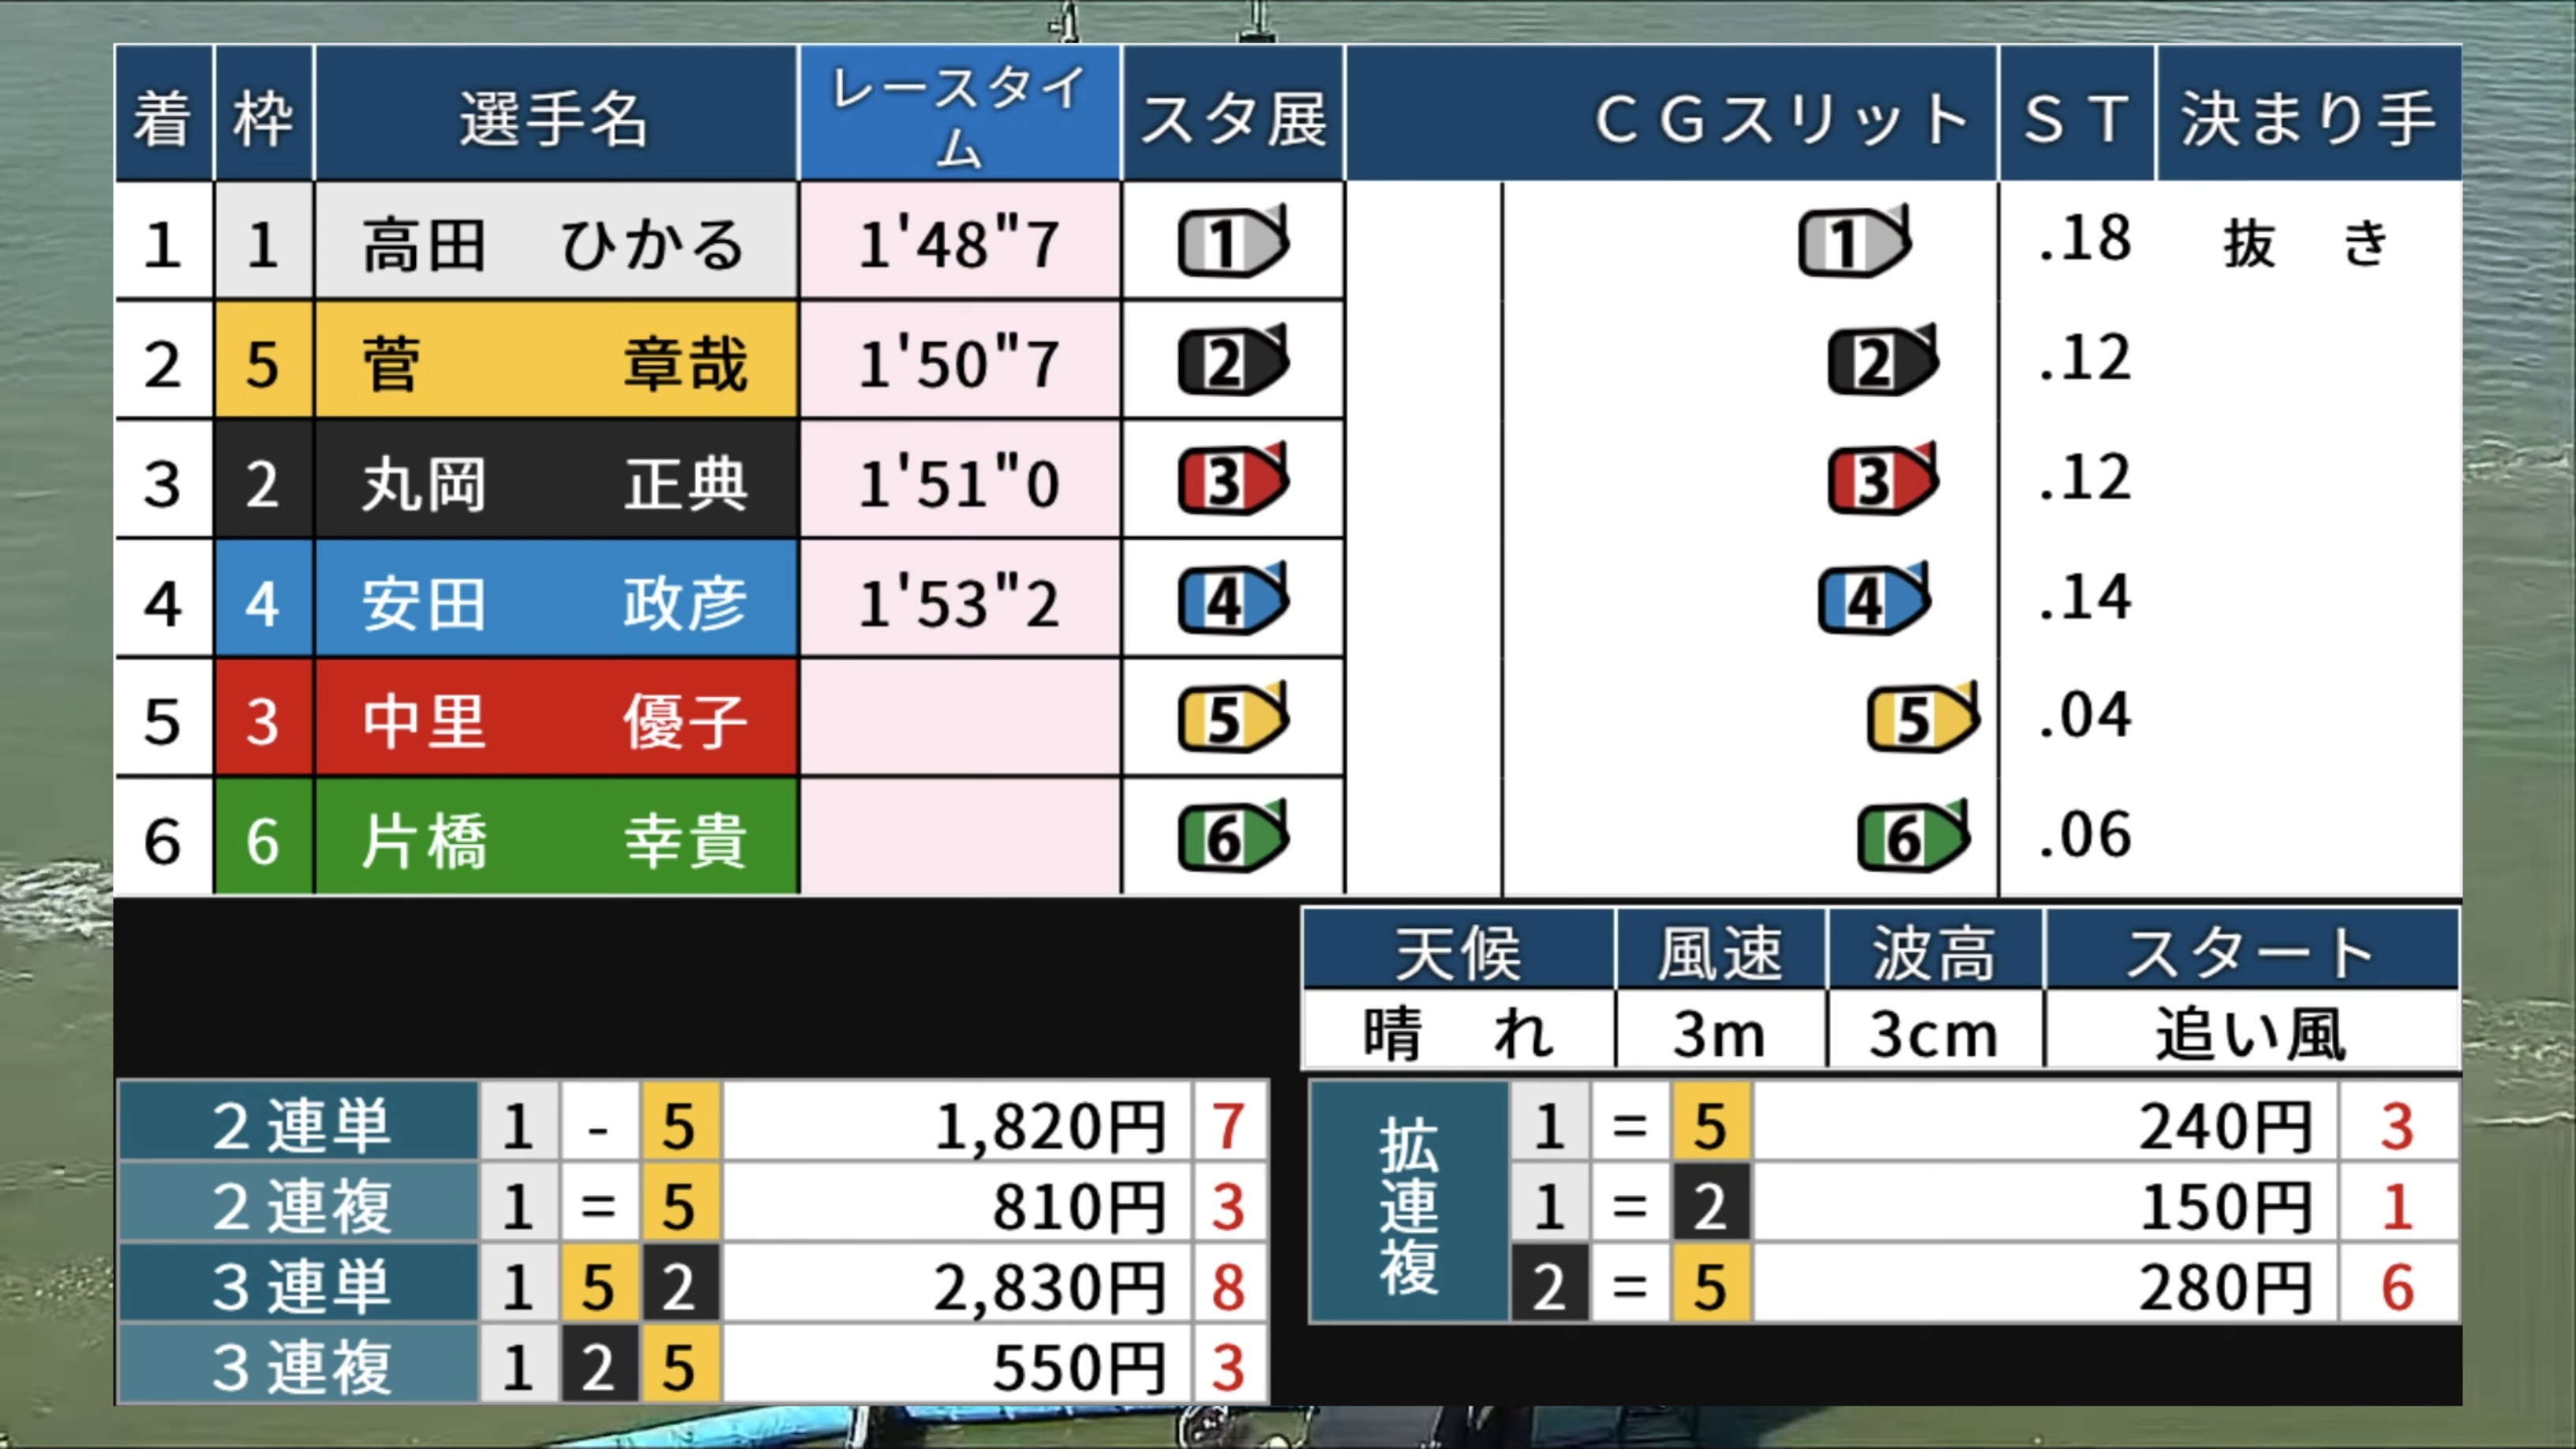 着 枠 選手名 レースタイム スタ展 ＣＧスリット ＳＴ 決まり手
1 1 高田　ひかる 1'48"7 1 1 .18 抜　き
2 5 菅　　　章哉 1'50"7 2 2 .12
3 2 丸岡　　正典 1'51"0 3 3 .12
4 4 安田　　政彦 1'53"2 4 4 .14
5 3 中里　　優子 5 5 .04
6 6 片橋　　幸貴 6 6 .06
天候 風速 波高 スタート
晴　れ 3m 3cm 追い風
２連単 1 - 5 1,820円 7
２連複 1 = 5 810円 3
３連単 1 5 2 2,830円 8
３連複 1 2 5 550円 3
拡連複
1 = 5 240円 3
1 = 2 150円 1
2 = 5 280円 6